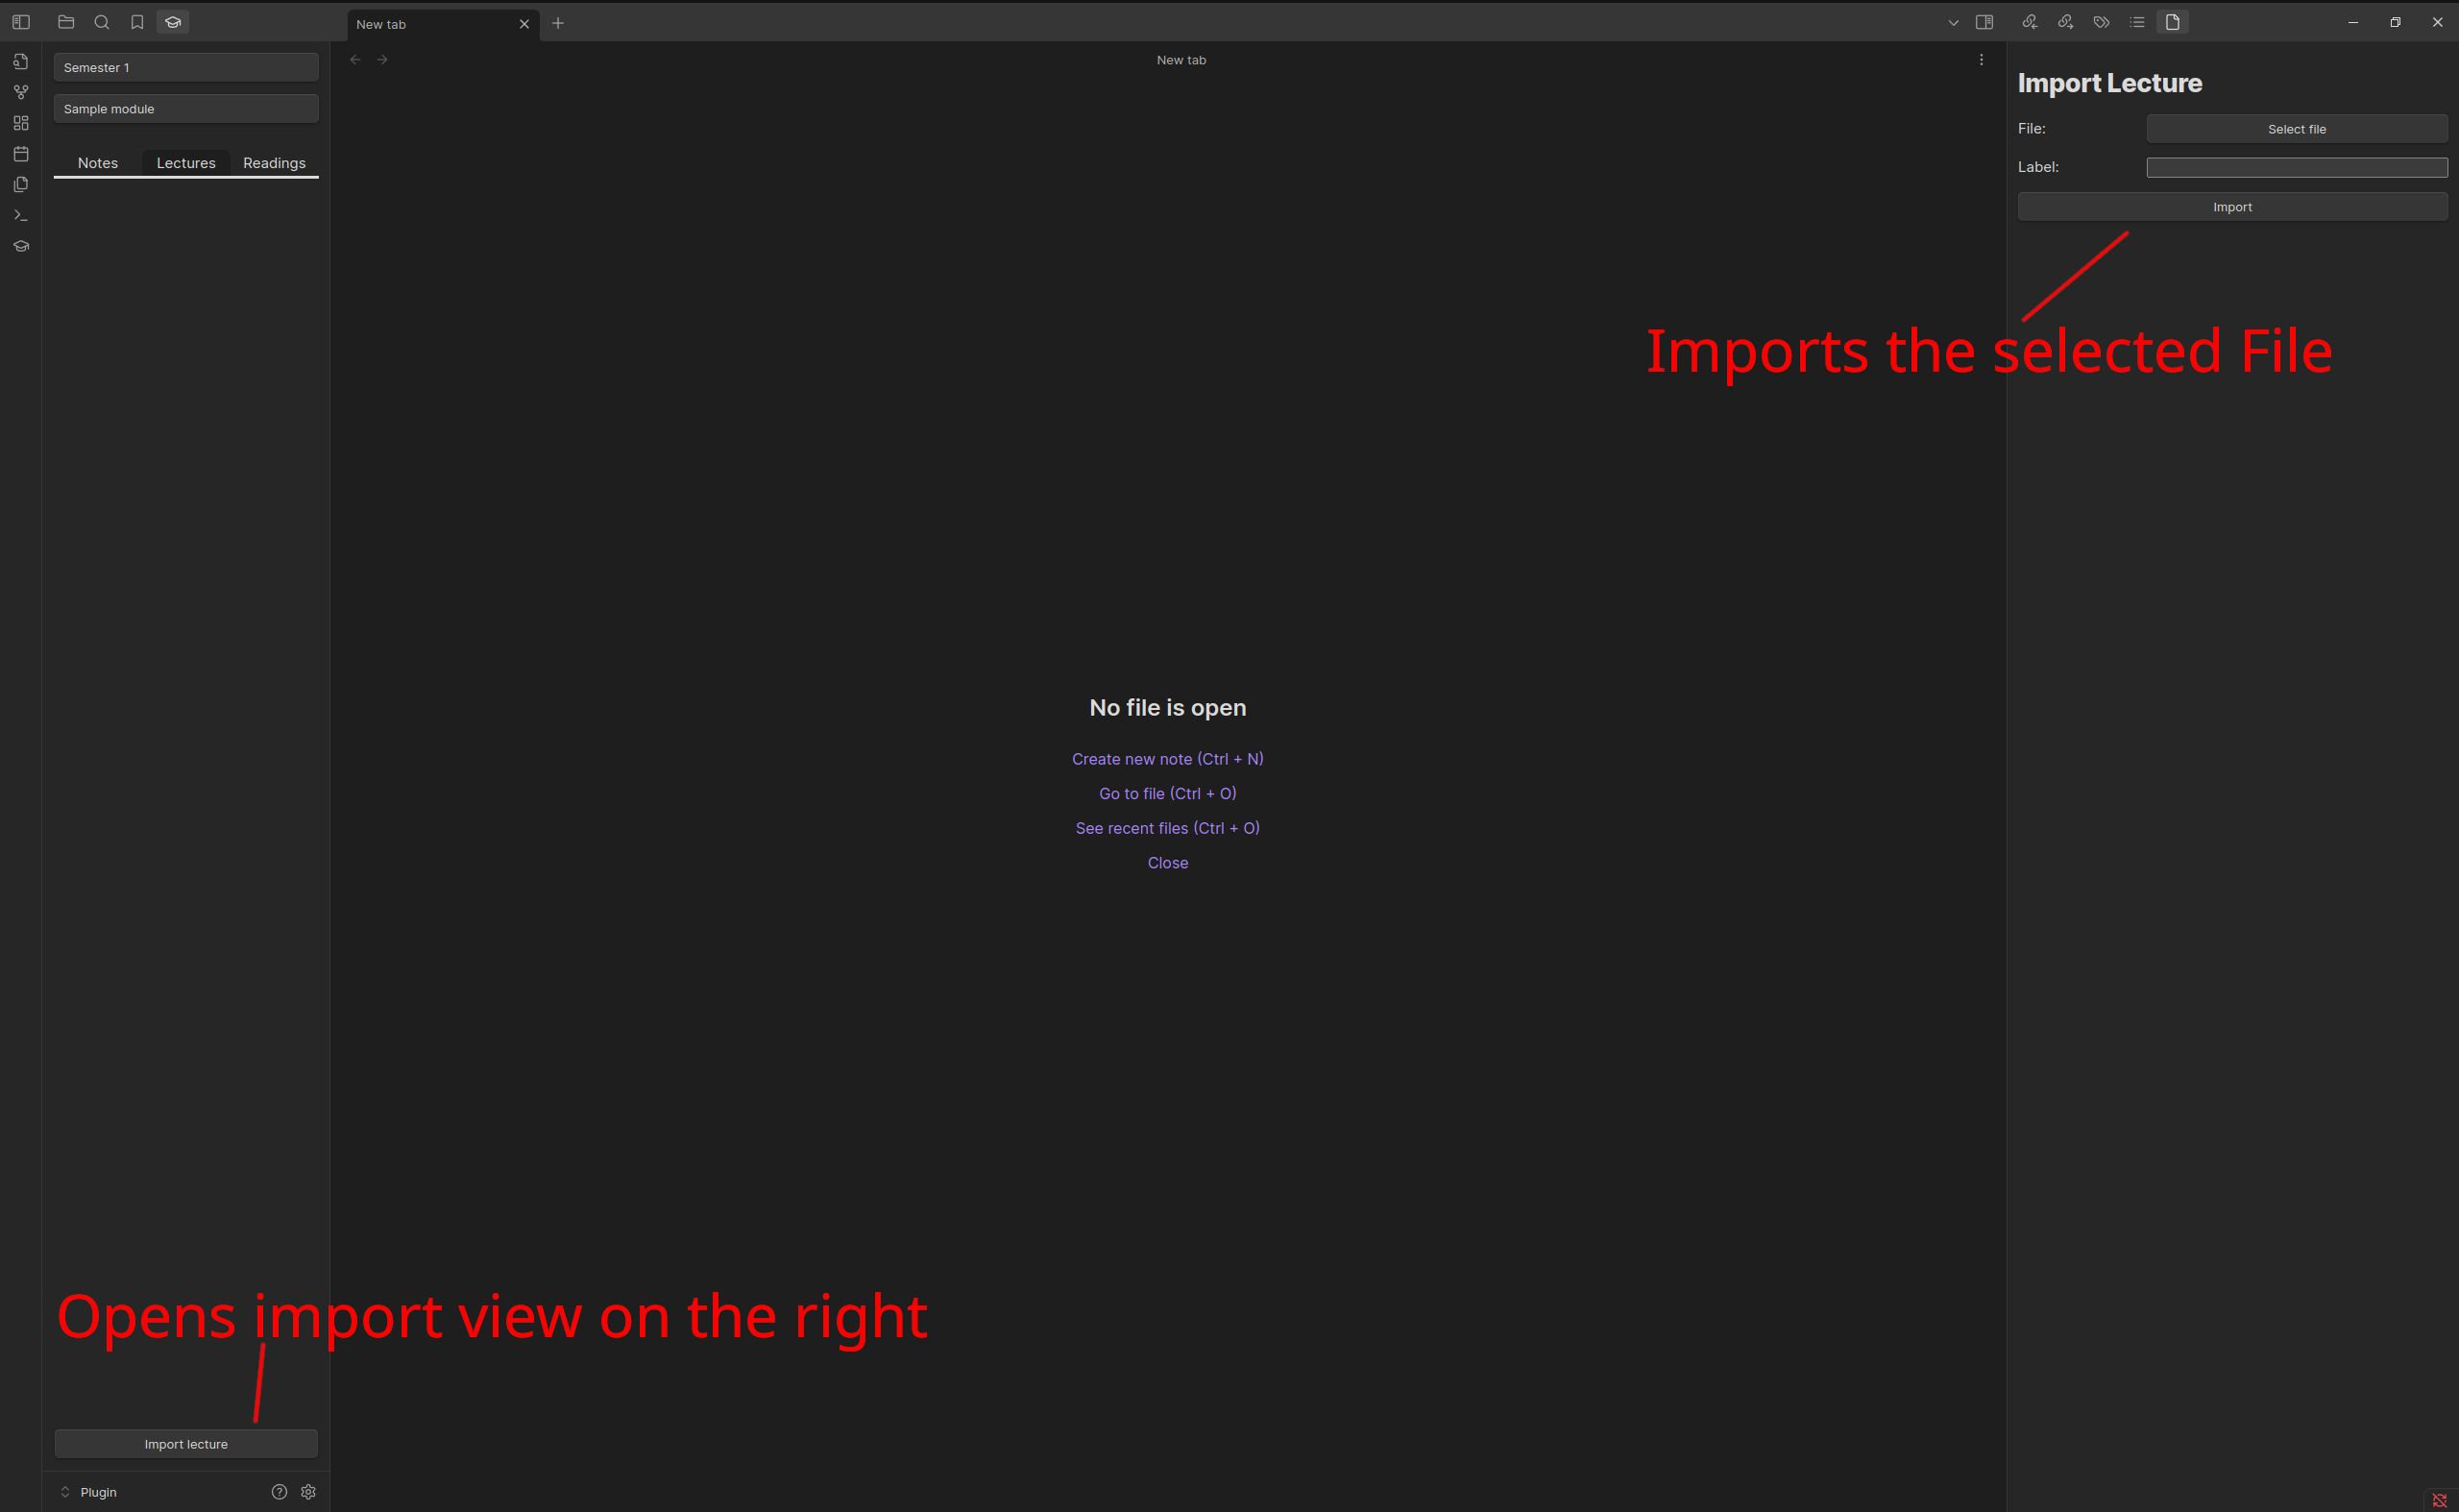 New tab
Semester 1
New tab
Import Lecture
Sample module
File:
Select file
Notes
Lectures
Readings
Label:
Import
Imports the selected File
No file is open
Create new note (Ctrl + N)
Go to file (Ctrl + O)
See recent files (Ctrl + O)
Close
Opens import view on the right
Import lecture
Plugin